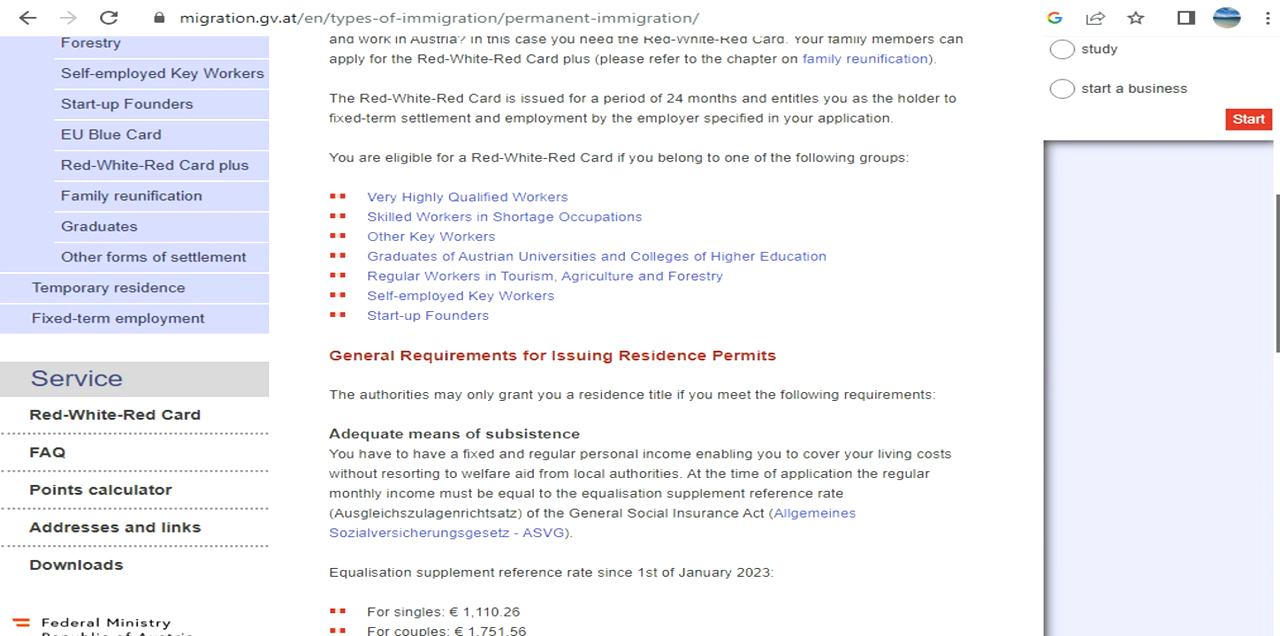 migration.gv.at/en/types-of-immigration/permanent-immigration/
Forestry
Self-employed Key Workers
Start-up Founders
EU Blue Card
Red-White-Red Card plus
Family reunification
Graduates
Other forms of settlement
Temporary residence
Fixed-term employment
Service
Red-White-Red Card
FAQ
Points calculator
Addresses and links
Downloads
Federal Ministry
Republic of Austria
and work in Austria? In this case you need the Red-White-Red Card. Your family members can
apply for the Red-White-Red Card plus (please refer to the chapter on family reunification).
The Red-White-Red Card is issued for a period of 24 months and entitles you as the holder to
fixed-term settlement and employment by the employer specified in your application.
You are eligible for a Red-White-Red Card if you belong to one of the following groups:
Very Highly Qualified Workers
Skilled Workers in Shortage Occupations
Other Key Workers
Graduates of Austrian Universities and Colleges of Higher Education
Regular Workers in Tourism, Agriculture and Forestry
Self-employed Key Workers
Start-up Founders
General Requirements for Issuing Residence Permits
The authorities may only grant you a residence title if you meet the following requirements:
Adequate means of subsistence
You have to have a fixed and regular personal income enabling you to cover your living costs
without resorting to welfare aid from local authorities. At the time of application the regular
monthly income must be equal to the equalisation supplement reference rate
(Ausgleichszulagenrichtsatz) of the General Social Insurance Act (Allgemeines
Sozialversicherungsgesetz - ASVG).
Equalisation supplement reference rate since 1st of January 2023:
For singles: € 1,110.26
For couples: € 1,751.56
study
start a business
Start